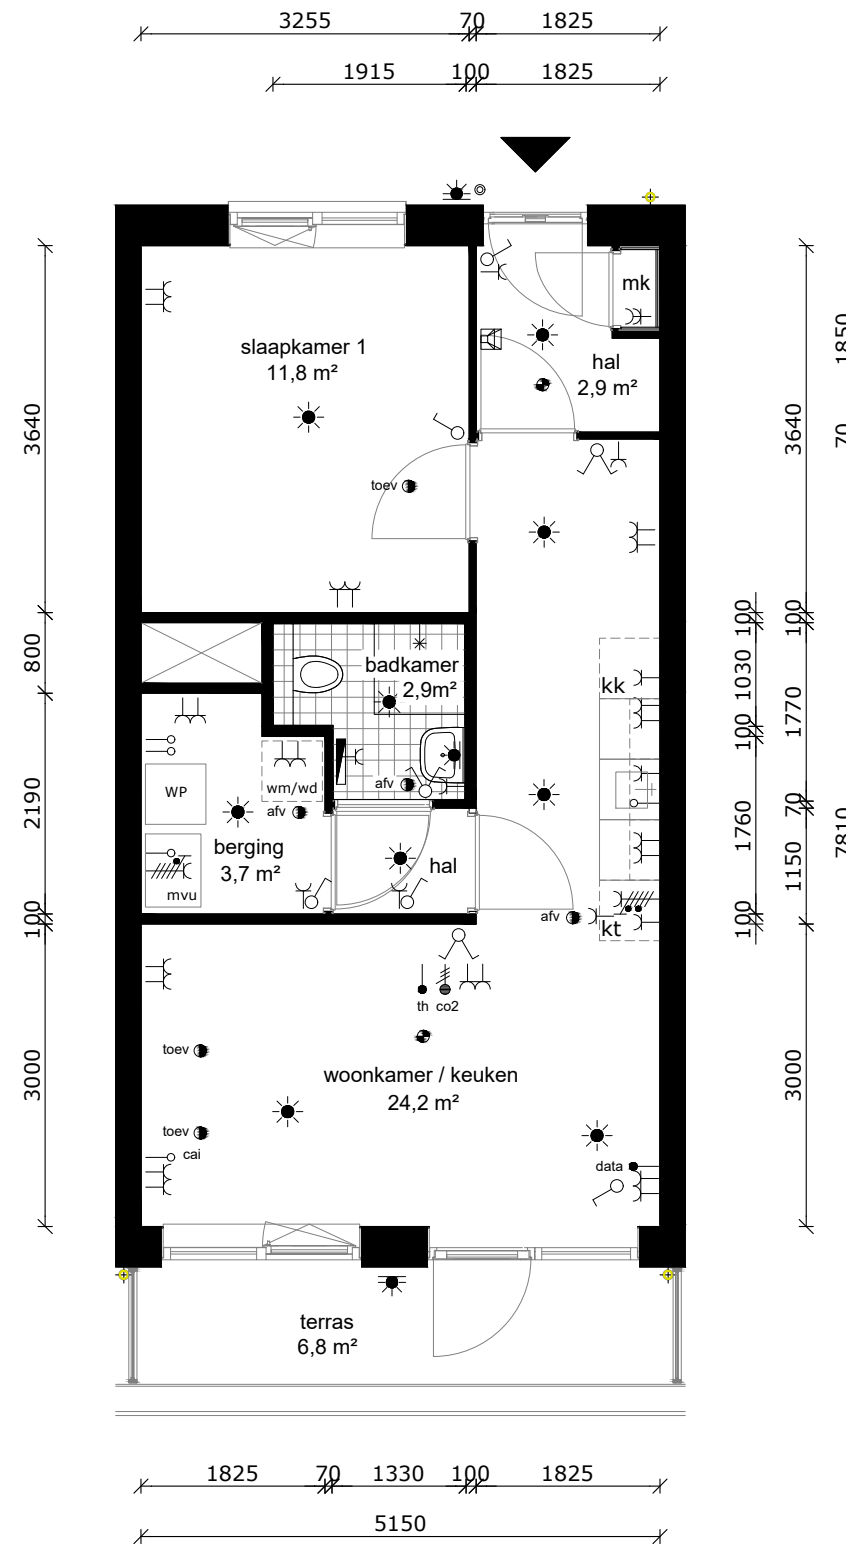 3255 70 1825
1915 100 1825
mk
slaapkamer 1
11,8 m²
hal
2,9 m²
1850
70
3640
3640
toev
800
badkamer
2,9m²
kk
100
1030
100
100
1770
WP
wm/wd
afv
afv
2190
berging
3,7 m²
hal
mvu
1760
70
1150
7810
100
afv
kt
100
th co2
toev
woonkamer / keuken
24,2 m²
3000
3000
toev
cai
data
terras
6,8 m²
1825 70 1330 100 1825
5150